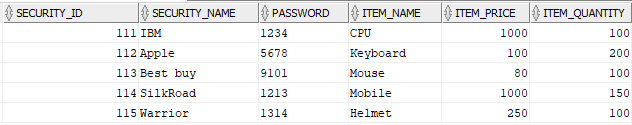 SECURITY_ID SECURITY_NAME PASSWORD ITEM_NAME ITEM_PRICE ITEM_QUANTITY
111 IBM 1234 CPU 1000 100
112 Apple 5678 Keyboard 100 200
113 Best buy 9101 Mouse 80 100
114 SilkRoad 1213 Mobile 1000 150
115 Warrior 1314 Helmet 250 100